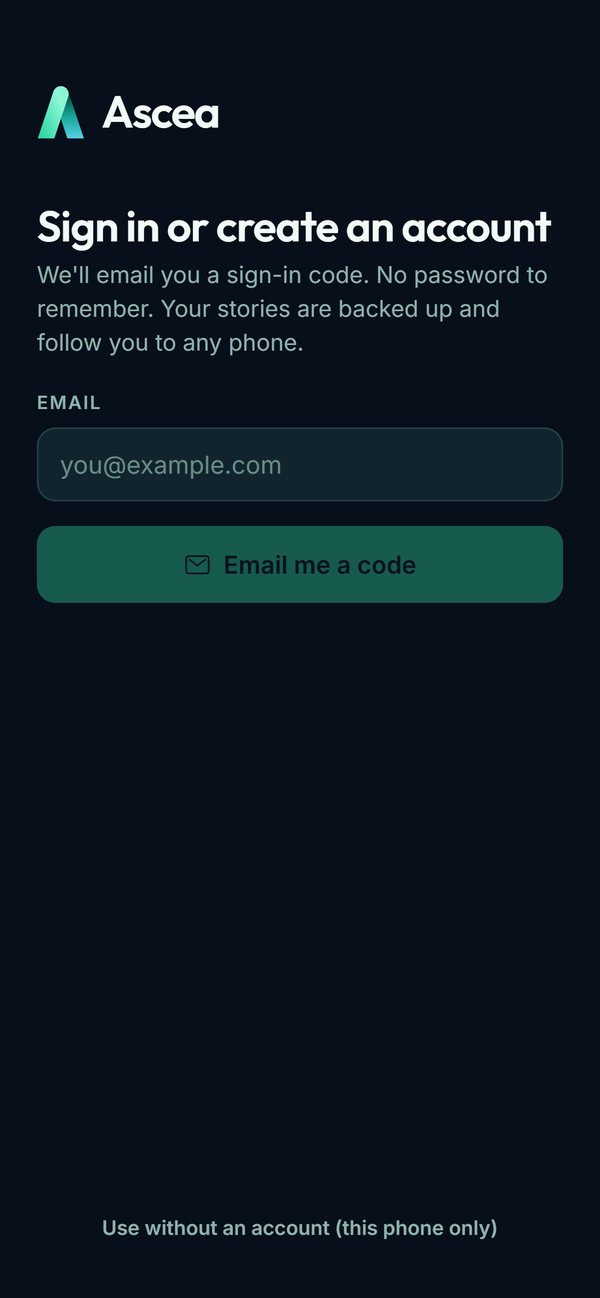 Ascea
Sign in or create an account
We'll email you a sign-in code. No password to
remember. Your stories are backed up and
follow you to any phone.
EMAIL
you@example.com
Email me a code
Use without an account (this phone only)